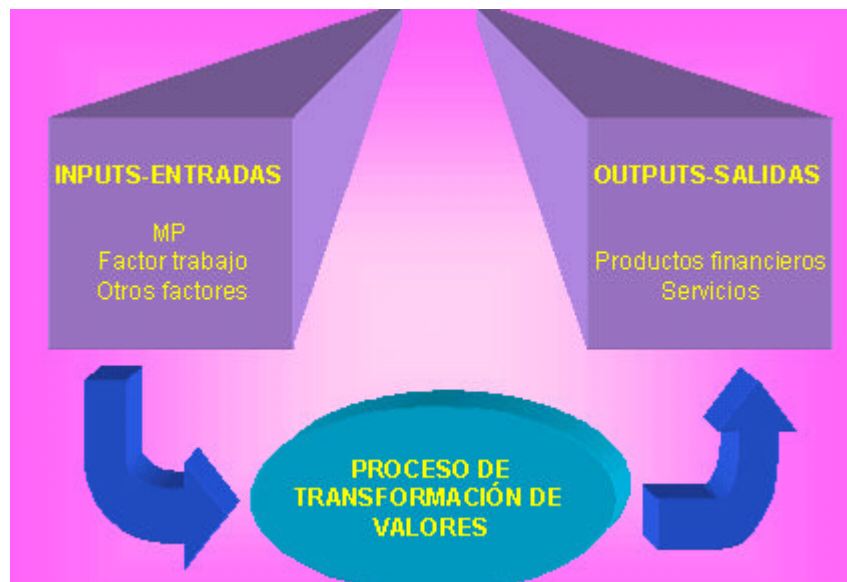 INPUTS-ENTRADAS
MP
Factor trabajo
Otros factores
OUTPUTS-SALIDAS
Productos financieros
Servicios
PROCESO DE
TRANSFORMACIÓN DE
VALORES